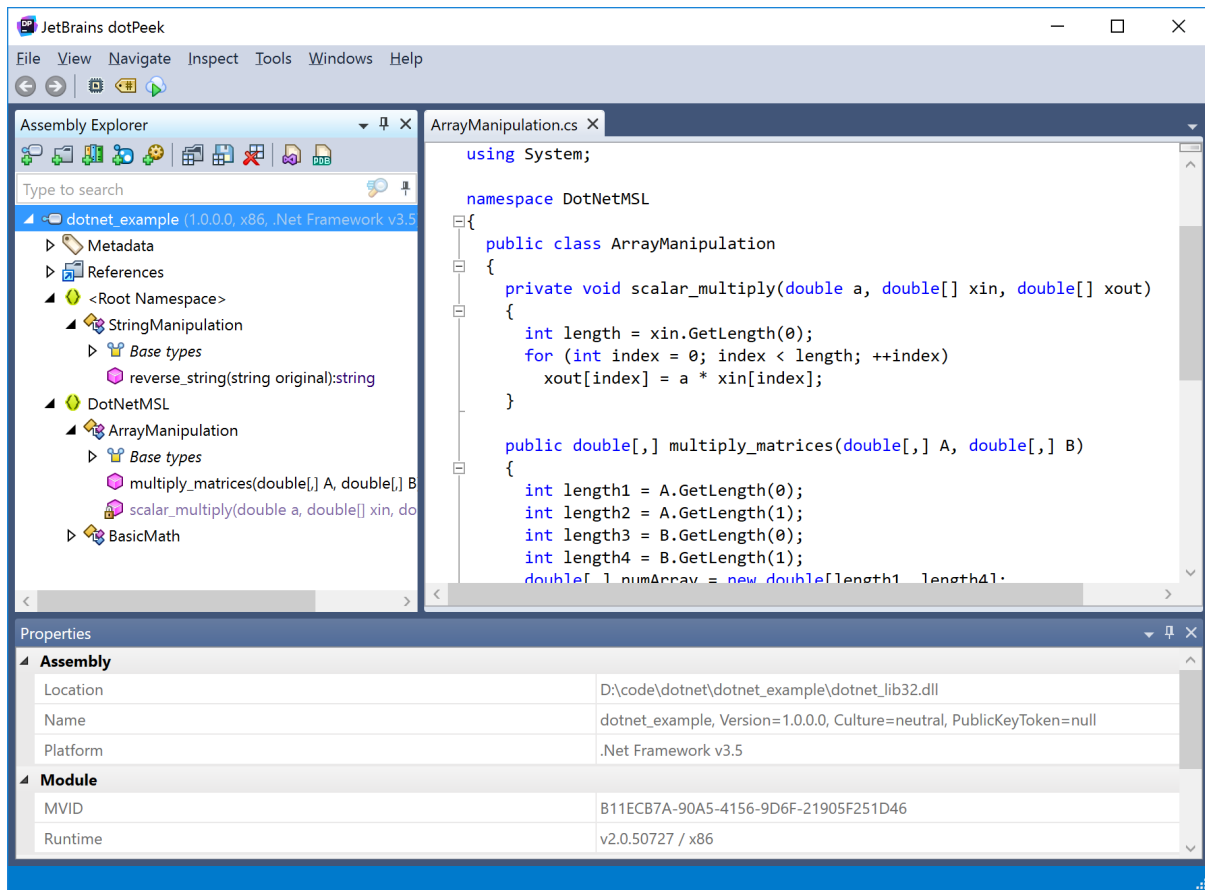 JetBrains dotPeek
File View Navigate Inspect Tools Windows Help
Assembly Explorer
Type to search
dotnet_example (1.0.0.0, x86, .Net Framework v3.5
Metadata
References
<Root Namespace>
StringManipulation
Base types
reverse_string(string original):string
DotNetMSL
ArrayManipulation
Base types
multiply_matrices(double[,] A, double[,] B
scalar_multiply(double a, double[] xin, do
BasicMath
ArrayManipulation.cs
using System;
namespace DotNetMSL
{
public class ArrayManipulation
{
private void scalar_multiply(double a, double[] xin, double[] xout)
{
int length = xin.GetLength(0);
for (int index = 0; index < length; ++index)
xout[index] = a * xin[index];
}
public double[,] multiply_matrices(double[,] A, double[,] B)
{
int length1 = A.GetLength(0);
int length2 = A.GetLength(1);
int length3 = B.GetLength(0);
int length4 = B.GetLength(1);
double[,] numArray = new double[length1, length4];
Properties
Assembly
Location D:\code\dotnet\dotnet_example\dotnet_lib32.dll
Name dotnet_example, Version=1.0.0.0, Culture=neutral, PublicKeyToken=null
Platform .Net Framework v3.5
Module
MVID B11ECB7A-90A5-4156-9D6F-21905F251D46
Runtime v2.0.50727 / x86